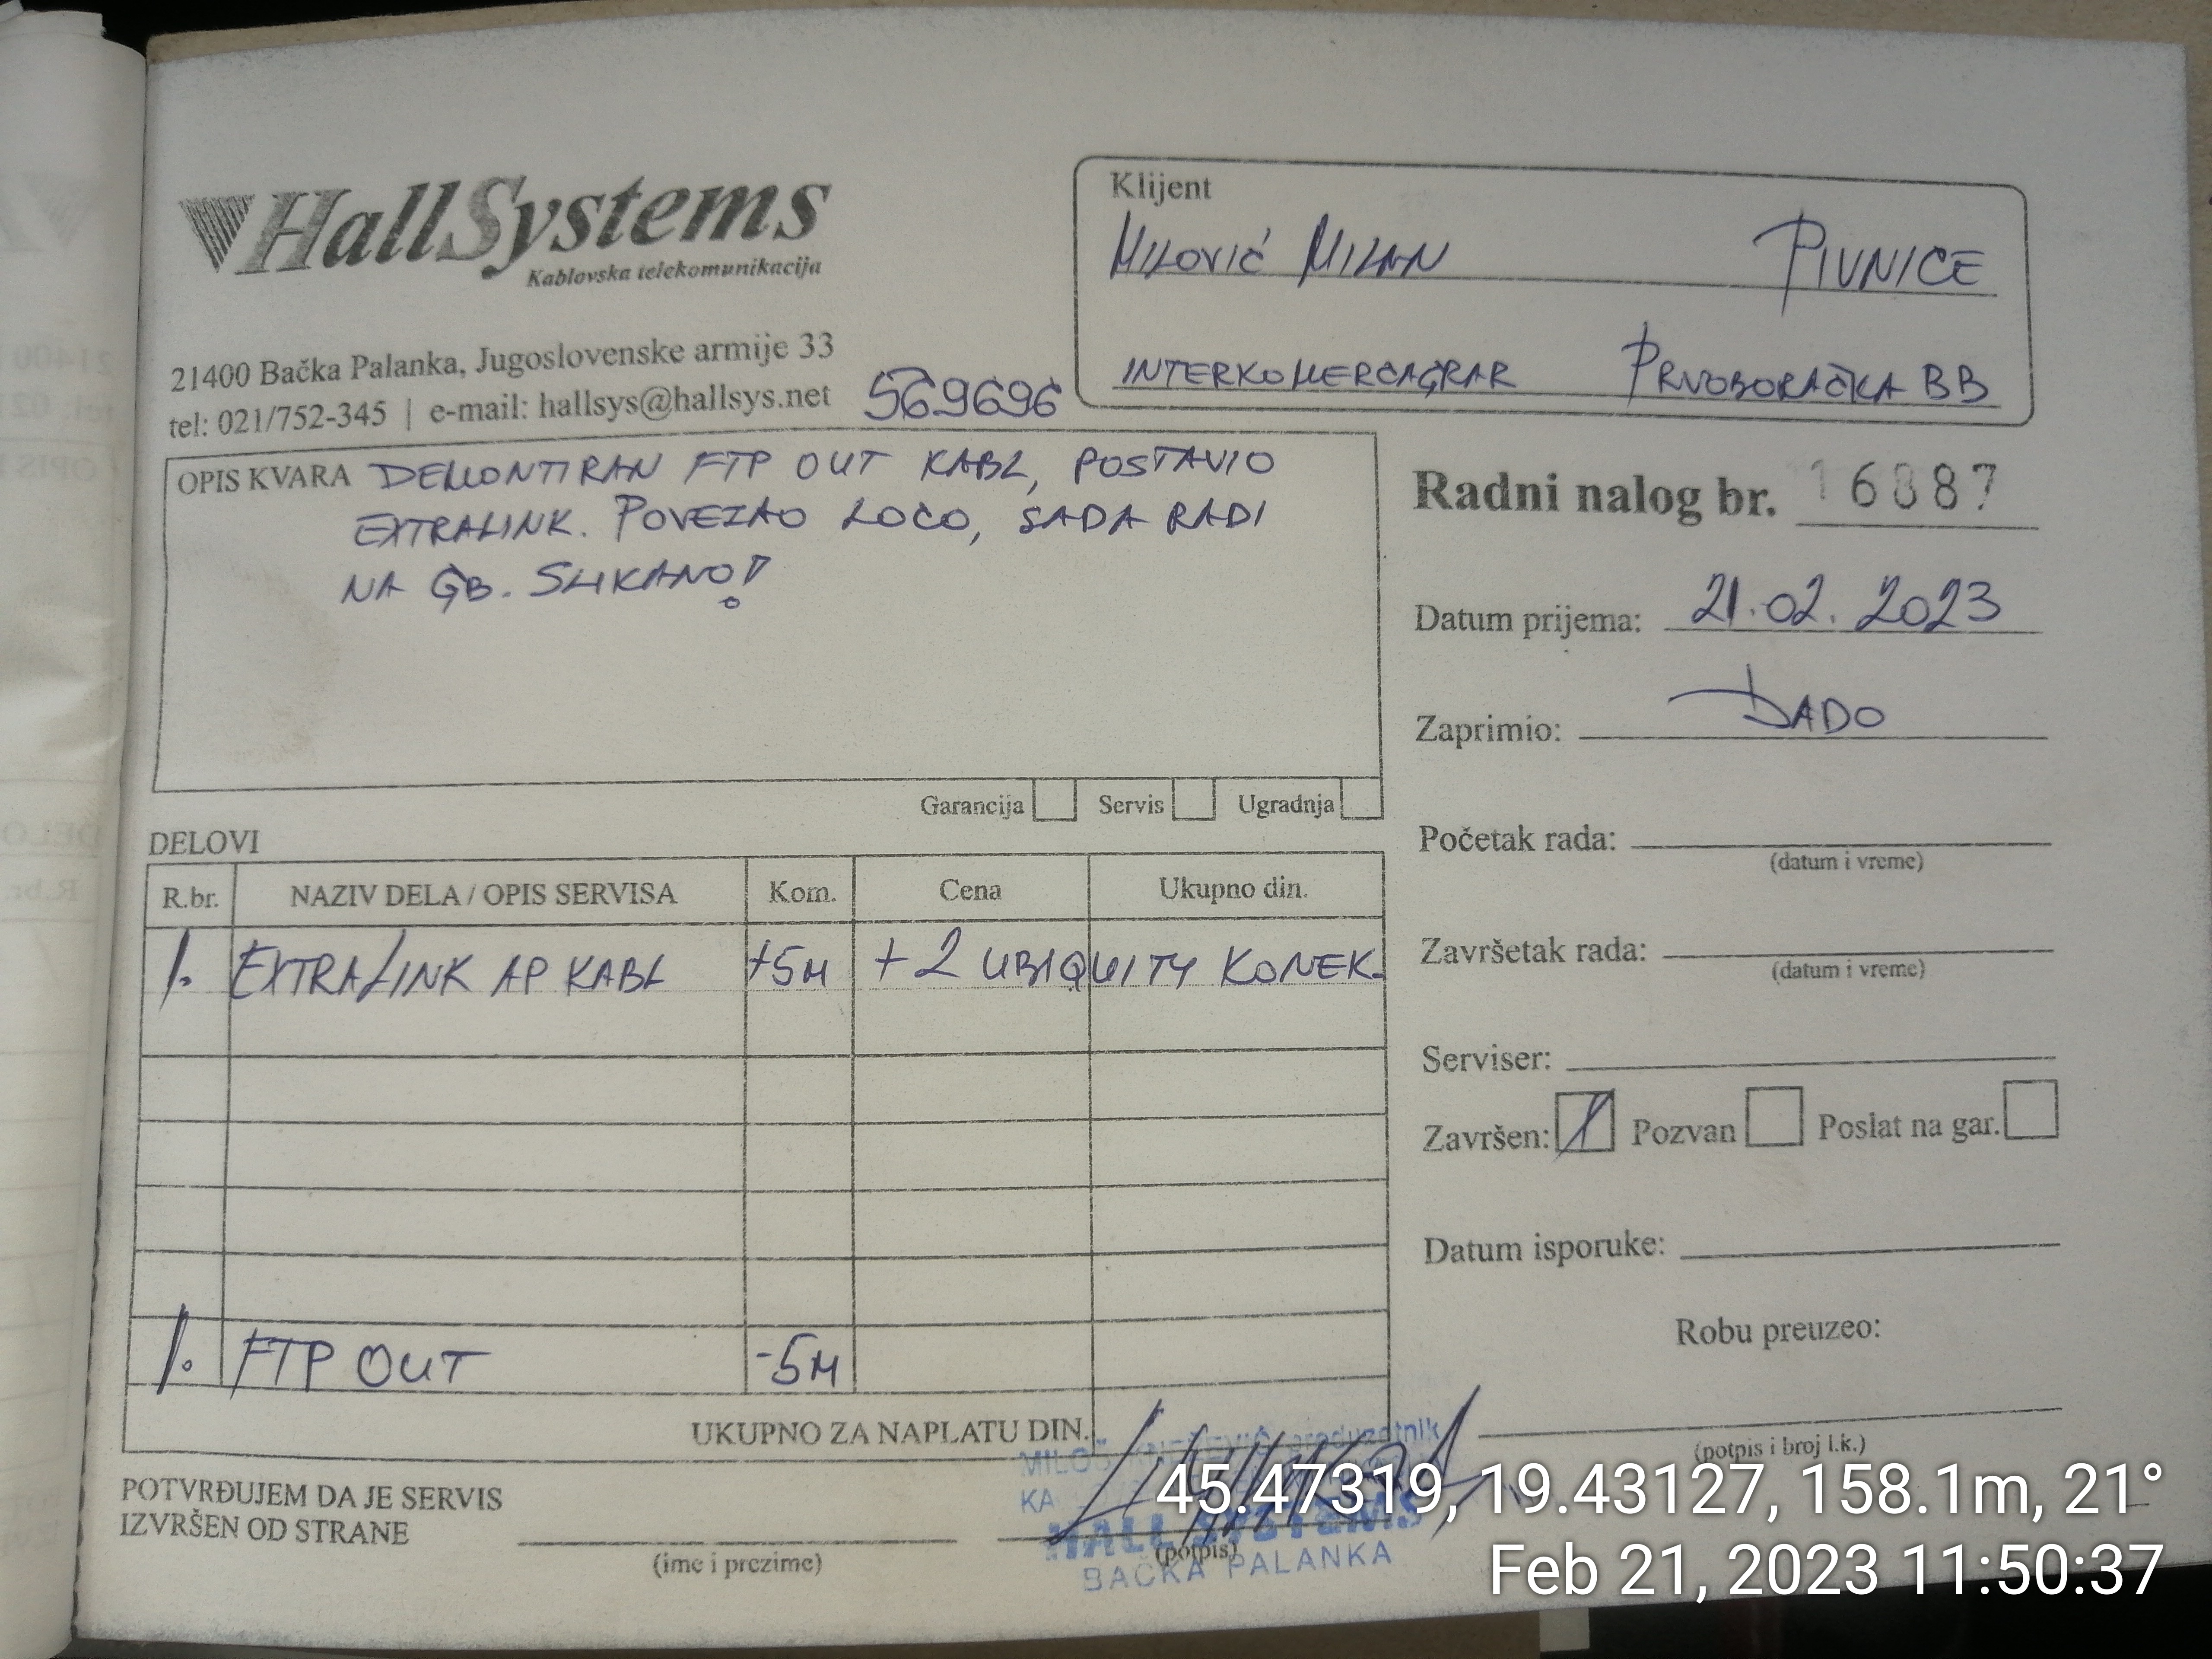 HallSystems
Kablovska telekomunikacija
21400 Bačka Palanka, Jugoslovenske armije 33
tel: 021/752-345 | e-mail: hallsys@hallsys.net
569696
Klijent
MILOVIĆ MILAN PIVNICE
INTERKOMERCAGRAR PRVOBORAČKA BB
OPIS KVARA DEMONTIRAN FTP OUT KABL, POSTAVIO
EXTRALINK. POVEZAO LOCO, SADA RADI
NA GB. SLIKANO!
Garancija Servis Ugradnja
Radni nalog br. 16887
Datum prijema: 21.02.2023
Zaprimio: DADO
Početak rada:
(datum i vreme)
Završetak rada:
(datum i vreme)
Serviser:
Završen: Pozvan Poslat na gar.
Datum isporuke:
Robu preuzeo:
(potpis i broj l.k.)
DELOVI
R.br. NAZIV DELA / OPIS SERVISA Kom. Cena Ukupno din.
1. EXTRALINK AP KABL +5M +2 UBIQUITY KONEK.
1. FTP OUT -5M
UKUPNO ZA NAPLATU DIN.
POTVRĐUJEM DA JE SERVIS
IZVRŠEN OD STRANE
(ime i prezime)
(potpis)
MILOŠ preduzetnik
KA
HALL SYSTEMS
BAČKA PALANKA
45.47319, 19.43127, 158.1m, 21°
Feb 21, 2023 11:50:37